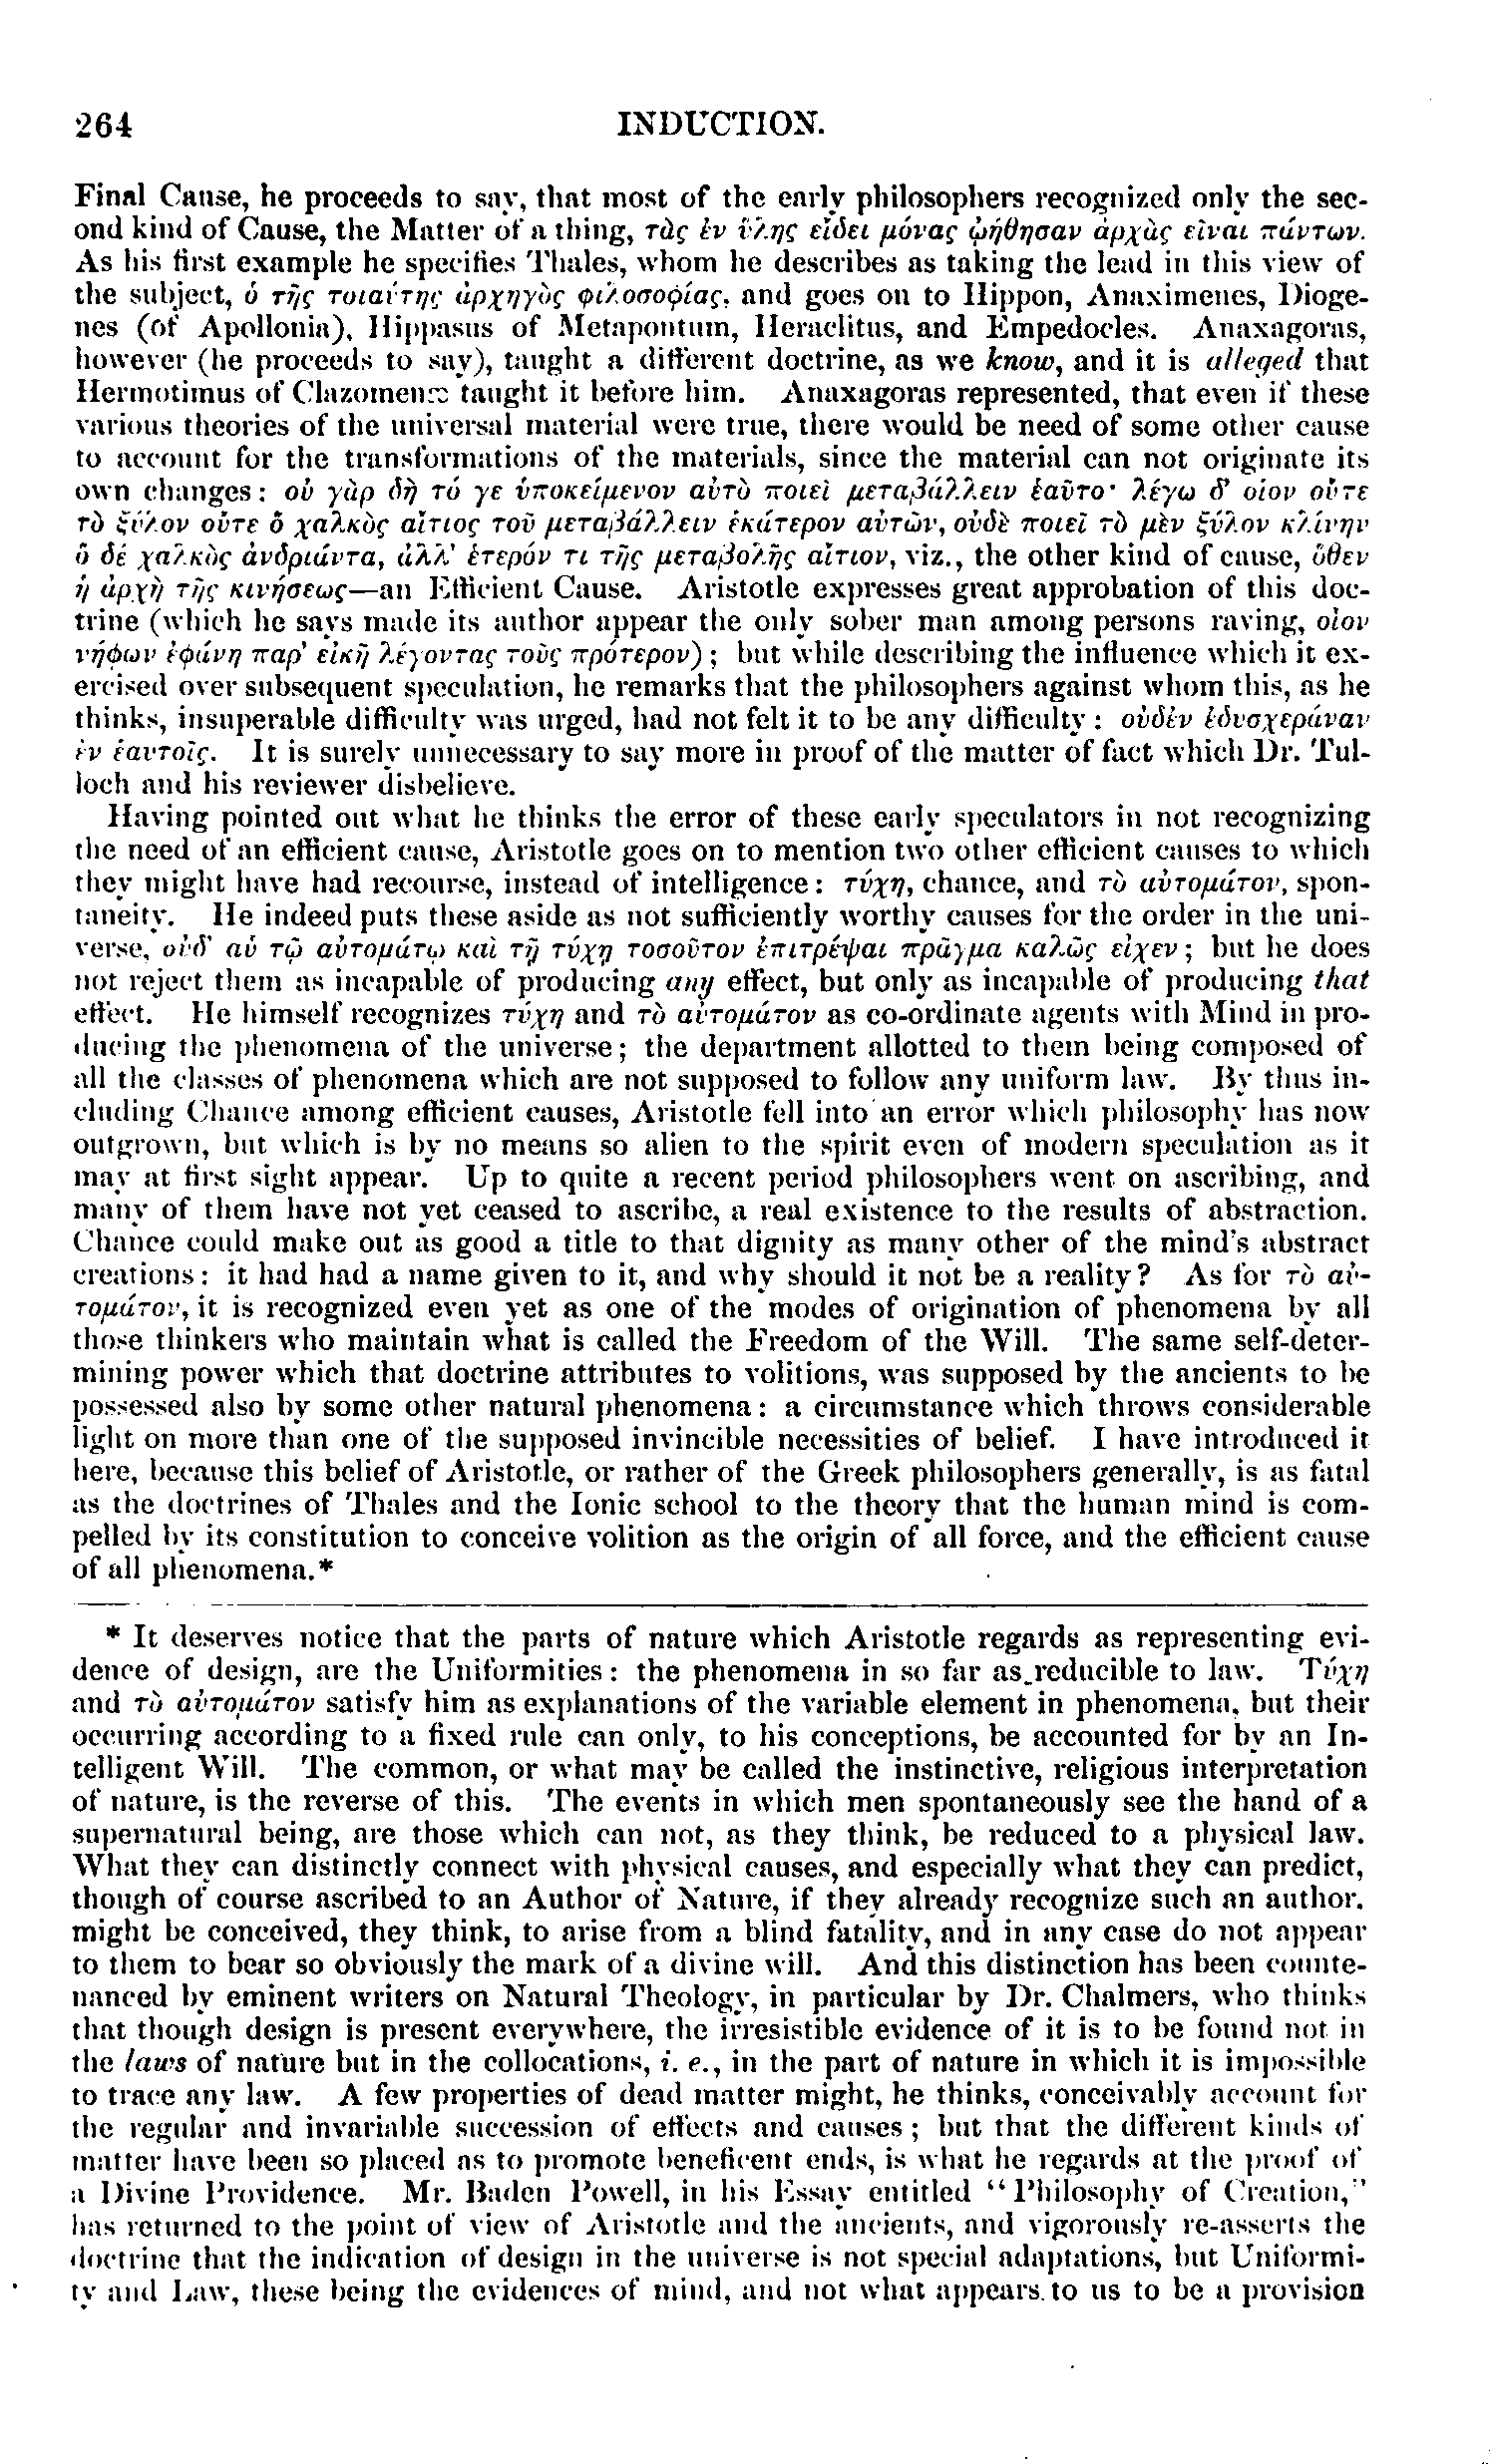 264 INDUCTION.
Final Cause, he proceeds to say, that most of the early philosophers recognized only the sec-
ond kind of Cause, the Matter of a thing, τὰς ἐν ὕλης εἴδει μόνας ᾠήθησαν ἀρχὰς εἶναι πάντων.
As his first example he specifies Thales, whom he describes as taking the lead in this view of
the subject, ὁ τῆς τοιαύτης ἀρχηγὸς φιλοσοφίας, and goes on to Hippon, Anaximenes, Dioge-
nes (of Apollonia), Hippasus of Metapontum, Heraclitus, and Empedocles. Anaxagoras,
however (he proceeds to say), taught a different doctrine, as we know, and it is alleged that
Hermotimus of Clazomenæ taught it before him. Anaxagoras represented, that even if these
various theories of the universal material were true, there would be need of some other cause
to account for the transformations of the materials, since the material can not originate its
own changes: οὐ γὰρ δὴ τό γε ὑποκείμενον αὐτὸ ποιεῖ μεταβάλλειν ἑαῦτο· λέγω δ' οἷον οὔτε
τὸ ξύλον οὔτε ὁ χαλκὸς αἴτιος τοῦ μεταβάλλειν ἑκάτερον αὐτῶν, οὐδὲ ποιεῖ τὸ μὲν ξύλον κλίνην
ὁ δέ χαλκὸς ἀνδριάντα, ἀλλ' ἕτερόν τι τῆς μεταβολῆς αἴτιον, viz., the other kind of cause, ὅθεν
ἡ ἀρχὴ τῆς κινήσεως—an Efficient Cause. Aristotle expresses great approbation of this doc-
trine (which he says made its author appear the only sober man among persons raving, οἷον
νήφων ἐφάνη παρ' εἰκῆ λέγοντας τοῦς πρότερον); but while describing the influence which it ex-
ercised over subsequent speculation, he remarks that the philosophers against whom this, as he
thinks, insuperable difficulty was urged, had not felt it to be any difficulty: οὐδὲν ἐδυσχεράναν
ἐν ἑαυτοῖς. It is surely unnecessary to say more in proof of the matter of fact which Dr. Tul-
loch and his reviewer disbelieve.
Having pointed out what he thinks the error of these early speculators in not recognizing
the need of an efficient cause, Aristotle goes on to mention two other efficient causes to which
they might have had recourse, instead of intelligence: τύχη, chance, and τὸ αὐτομάτον, spon-
taneity. He indeed puts these aside as not sufficiently worthy causes for the order in the uni-
verse, οὐδ' αὖ τῷ αὐτομάτῳ καὶ τῇ τύχῃ τοσοῦτον ἐπιτρέψαι πρᾶγμα καλῶς εἶχεν; but he does
not reject them as incapable of producing any effect, but only as incapable of producing that
effect. He himself recognizes τύχη and τὸ αὐτομάτον as co-ordinate agents with Mind in pro-
ducing the phenomena of the universe; the department allotted to them being composed of
all the classes of phenomena which are not supposed to follow any uniform law. By thus in-
cluding Chance among efficient causes, Aristotle fell into an error which philosophy has now
outgrown, but which is by no means so alien to the spirit even of modern speculation as it
may at first sight appear. Up to quite a recent period philosophers went on ascribing, and
many of them have not yet ceased to ascribe, a real existence to the results of abstraction.
Chance could make out as good a title to that dignity as many other of the mind's abstract
creations: it had had a name given to it, and why should it not be a reality? As for τὸ αὐ-
τομάτον, it is recognized even yet as one of the modes of origination of phenomena by all
those thinkers who maintain what is called the Freedom of the Will. The same self-deter-
mining power which that doctrine attributes to volitions, was supposed by the ancients to be
possessed also by some other natural phenomena: a circumstance which throws considerable
light on more than one of the supposed invincible necessities of belief. I have introduced it
here, because this belief of Aristotle, or rather of the Greek philosophers generally, is as fatal
as the doctrines of Thales and the Ionic school to the theory that the human mind is com-
pelled by its constitution to conceive volition as the origin of all force, and the efficient cause
of all phenomena.*
* It deserves notice that the parts of nature which Aristotle regards as representing evi-
dence of design, are the Uniformities: the phenomena in so far as reducible to law. Τύχη
and τὸ αὐτομάτον satisfy him as explanations of the variable element in phenomena, but their
occurring according to a fixed rule can only, to his conceptions, be accounted for by an In-
telligent Will. The common, or what may be called the instinctive, religious interpretation
of nature, is the reverse of this. The events in which men spontaneously see the hand of a
supernatural being, are those which can not, as they think, be reduced to a physical law.
What they can distinctly connect with physical causes, and especially what they can predict,
though of course ascribed to an Author of Nature, if they already recognize such an author,
might be conceived, they think, to arise from a blind fatality, and in any case do not appear
to them to bear so obviously the mark of a divine will. And this distinction has been counte-
nanced by eminent writers on Natural Theology, in particular by Dr. Chalmers, who thinks
that though design is present everywhere, the irresistible evidence of it is to be found not in
the laws of nature but in the collocations, i. e., in the part of nature in which it is impossible
to trace any law. A few properties of dead matter might, he thinks, conceivably account for
the regular and invariable succession of effects and causes; but that the different kinds of
matter have been so placed as to promote beneficent ends, is what he regards at the proof of
a Divine Providence. Mr. Baden Powell, in his Essay entitled "Philosophy of Creation,"
has returned to the point of view of Aristotle and the ancients, and vigorously re-asserts the
doctrine that the indication of design in the universe is not special adaptations, but Uniformi-
ty and Law, these being the evidences of mind, and not what appears to us to be a provision